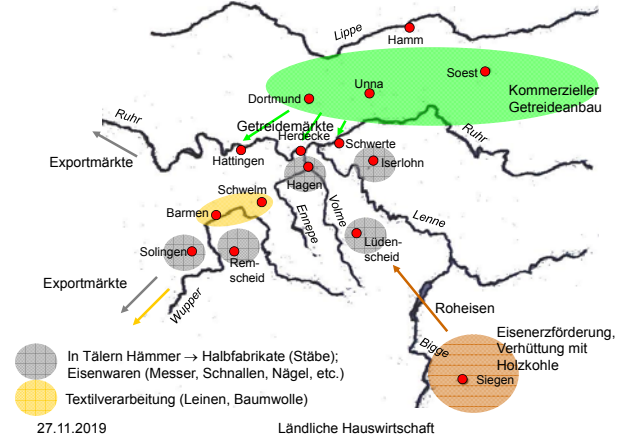 Lippe
Hamm
Soest
Unna
Kommerzieller
Getreideanbau
Dortmund
Ruhr
Getreidemärkte
Herdecke
Schwerte
Ruhr
Exportmärkte
Hattingen
Iserlohn
Hagen
Schwelm
Barmen
Ennepe
Volme
Lenne
Lüden-
scheid
Solingen
Rem-
scheid
Exportmärkte
Wupper
Roheisen
Eisenerzförderung,
Verhüttung mit
Holzkohle
Bigge
Siegen
In Tälern Hämmer → Halbfabrikate (Stäbe);
Eisenwaren (Messer, Schnallen, Nägel, etc.)
Textilverarbeitung (Leinen, Baumwolle)
27.11.2019
Ländliche Hauswirtschaft